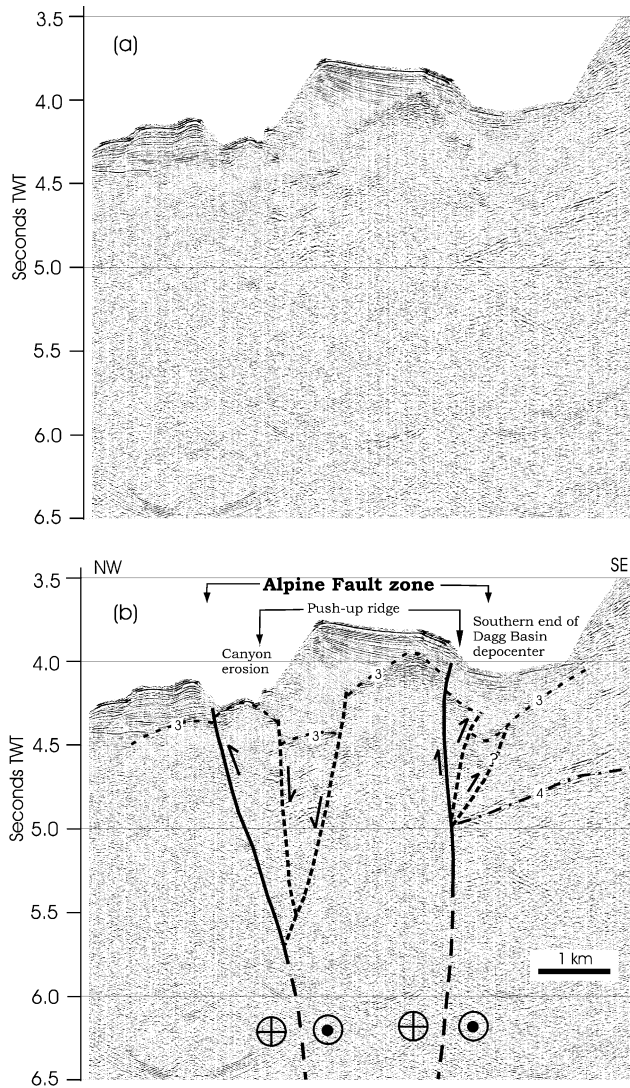 (a)
3.5
4.0
4.5
5.0
5.5
6.0
6.5
Seconds TWT
NW
SE
(b)
Alpine Fault zone
Push-up ridge
Canyon
erosion
Southern end of
Dagg Basin
depocenter
3.5
4.0
4.5
5.0
5.5
6.0
6.5
Seconds TWT
3
3
3
3
?
4
1 km